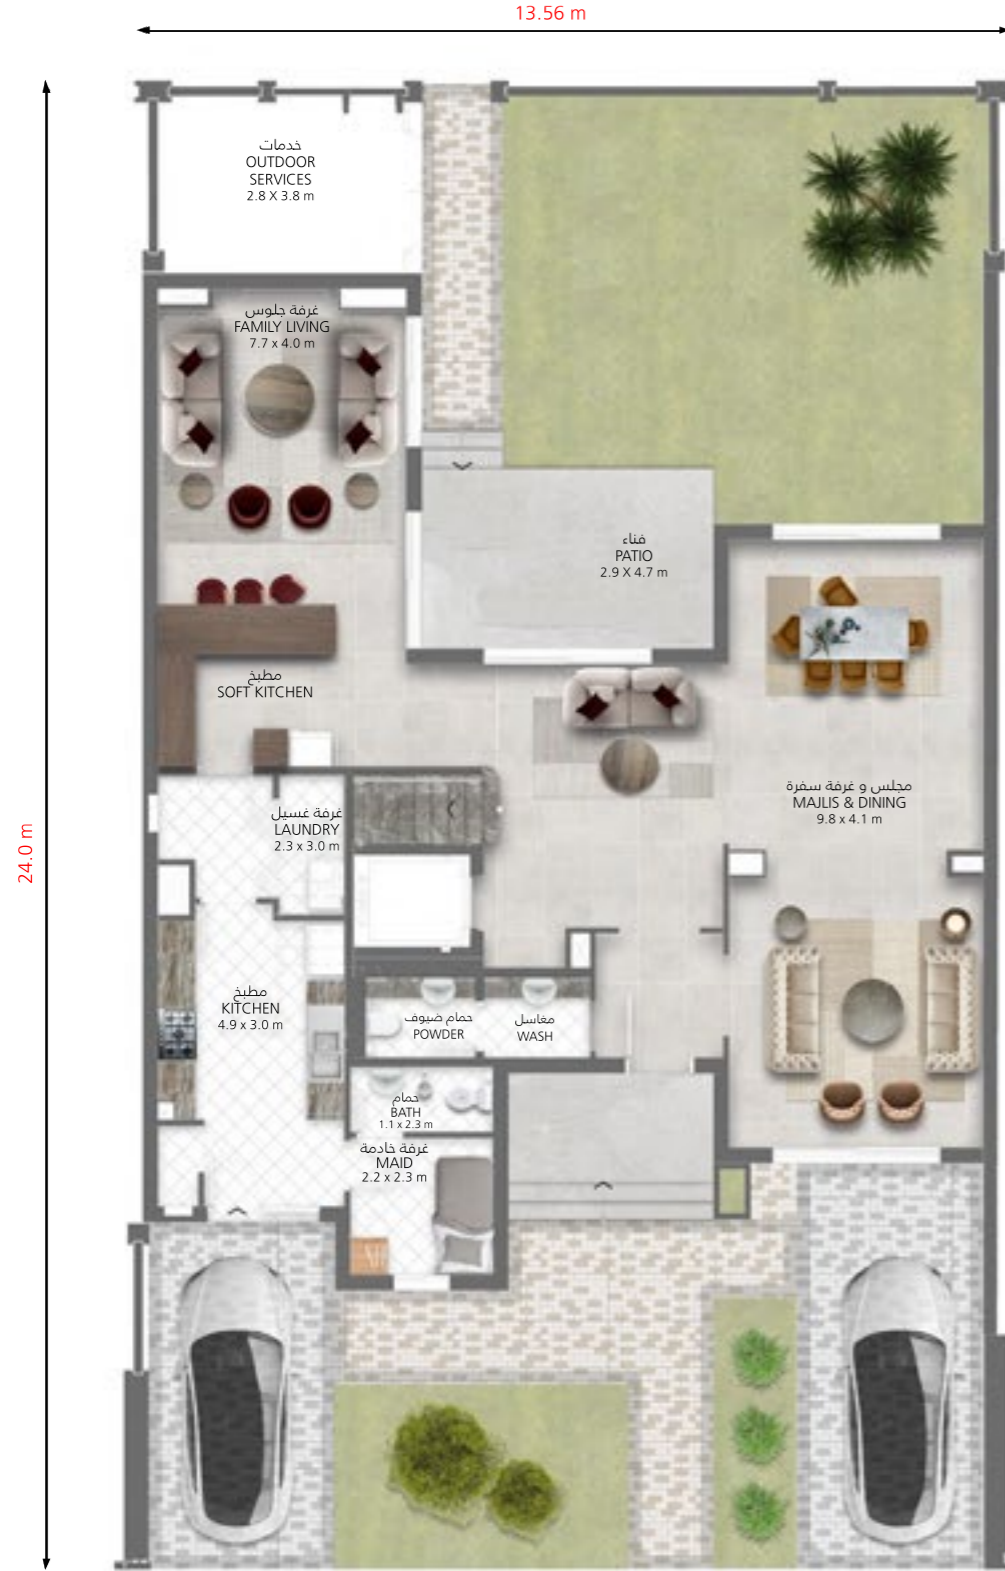 13.56 m
24.0 m
خدمات
OUTDOOR
SERVICES
2.8 X 3.8 m
غرفة جلوس
FAMILY LIVING
7.7 x 4.0 m
فناء
PATIO
2.9 X 4.7 m
مطبخ
SOFT KITCHEN
مجلس و غرفة سفرة
MAJLIS & DINING
9.8 x 4.1 m
غرفة غسيل
LAUNDRY
2.3 x 3.0 m
مطبخ
KITCHEN
4.9 x 3.0 m
حمام ضيوف
POWDER
مغاسل
WASH
حمام
BATH
1.1 x 2.3 m
غرفة خادمة
MAID
2.2 x 2.3 m